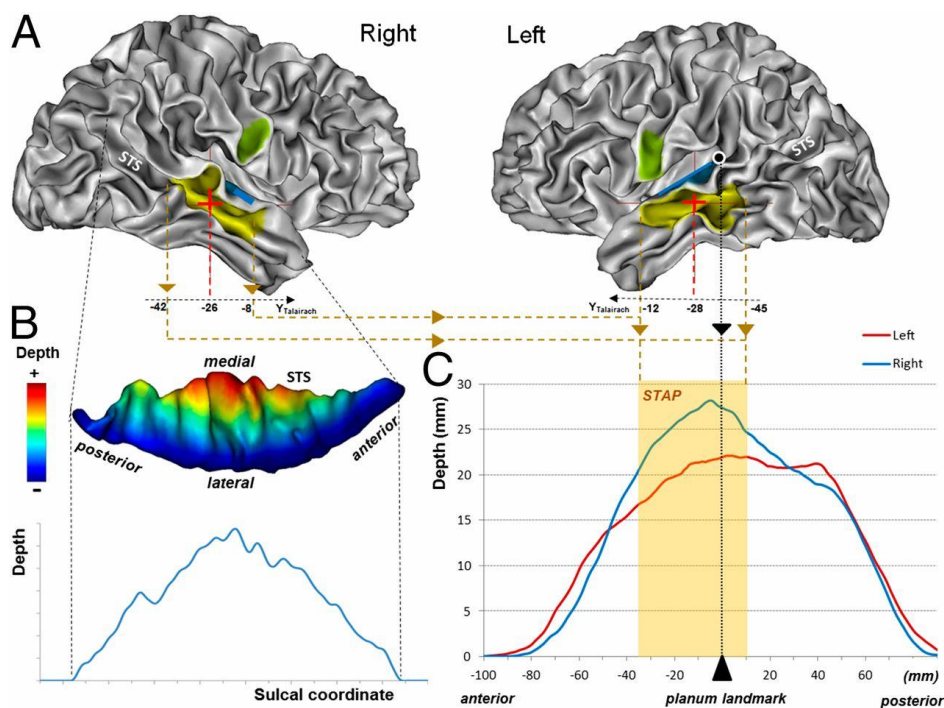 A
Right
Left
STS
STS
-42
-26
-8
YTalairach
YTalairach
-12
-28
-45
B
Depth
+
-
medial
STS
posterior
anterior
lateral
Depth
Sulcal coordinate
C
Left
Right
STAP
Depth (mm)
30
25
20
15
10
5
0
-100 -80 -60 -40 -20 0 20 40 60 (mm)
anterior planum landmark posterior